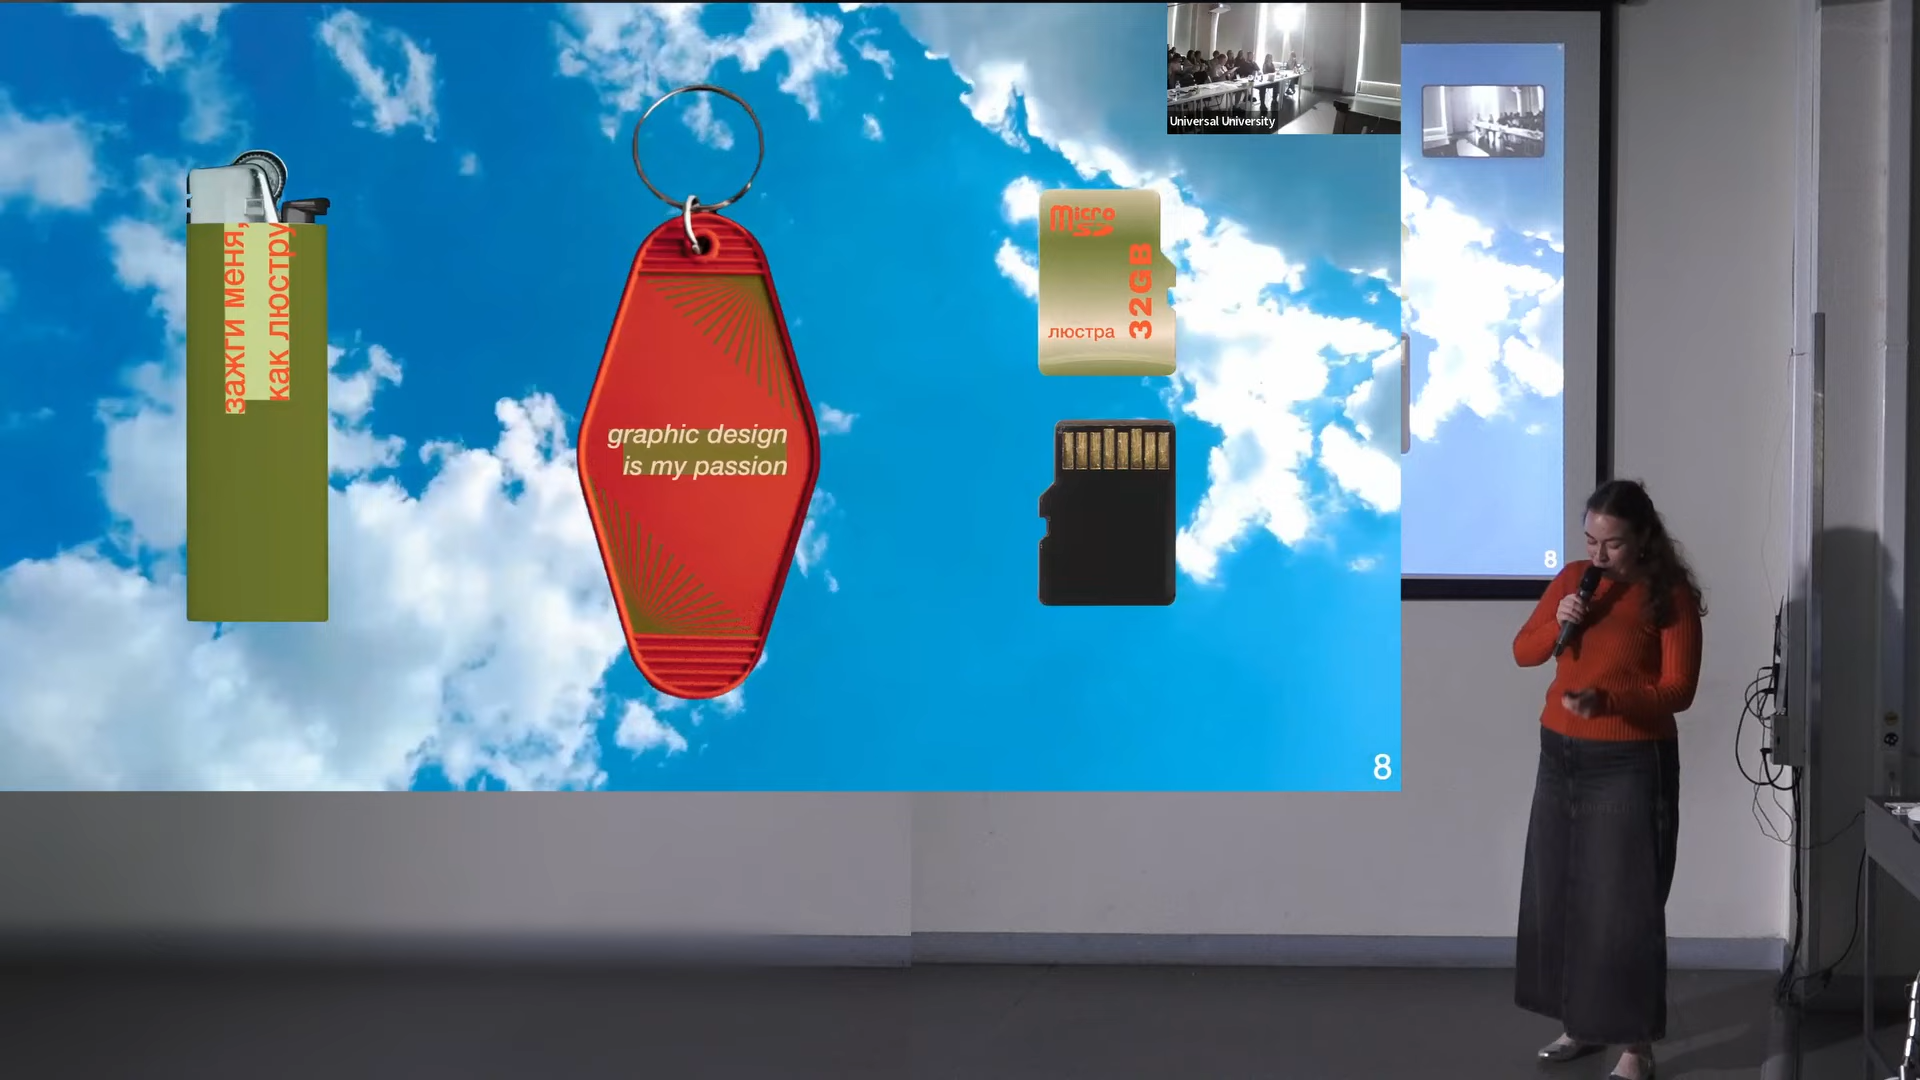 Universal University
зажги меня,
как люстру
graphic design
is my passion
Micro
SD
32GB
люстра
8
8